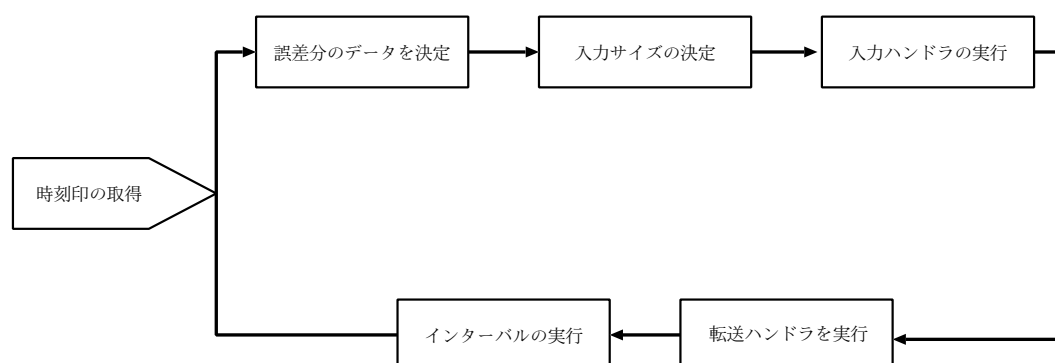 誤差分のデータを決定
入力サイズの決定
入力ハンドラの実行
時刻印の取得
インターバルの実行
転送ハンドラを実行